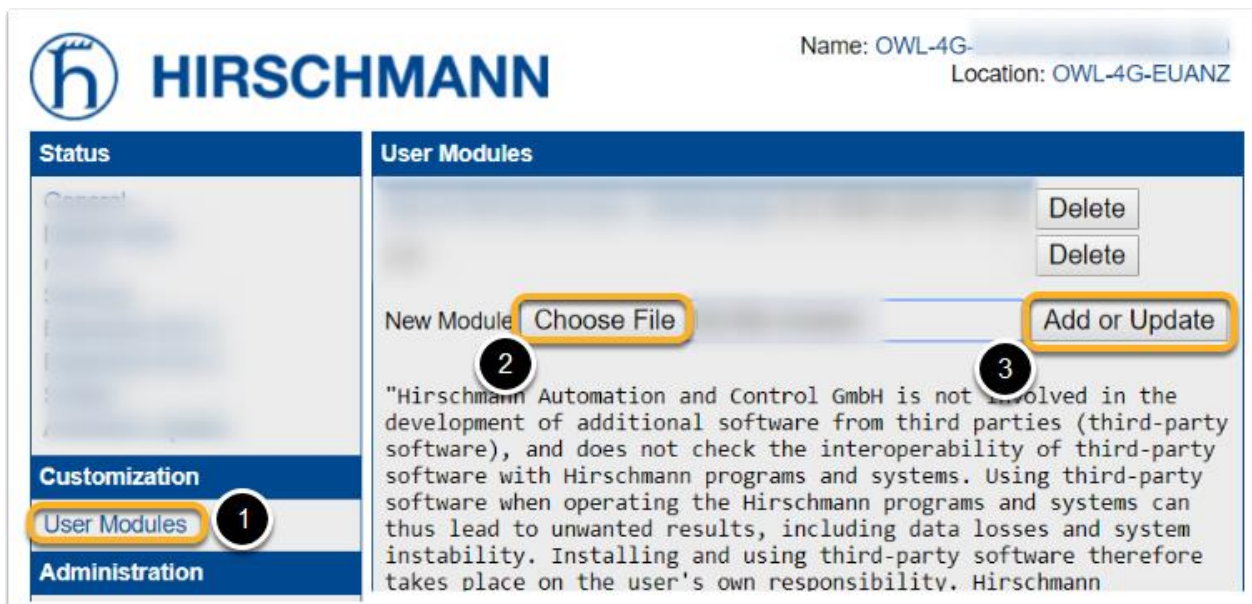 HIRSCHMANN
Name: OWL-4G-
Location: OWL-4G-EUANZ
Status
General
Customization
User Modules 1
Administration
User Modules
Delete
Delete
New Module Choose File Add or Update
2 3
"Hirschmann Automation and Control GmbH is not involved in the
development of additional software from third parties (third-party
software), and does not check the interoperability of third-party
software with Hirschmann programs and systems. Using third-party
software when operating the Hirschmann programs and systems can
thus lead to unwanted results, including data losses and system
instability. Installing and using third-party software therefore
takes place on the user's own responsibility. Hirschmann